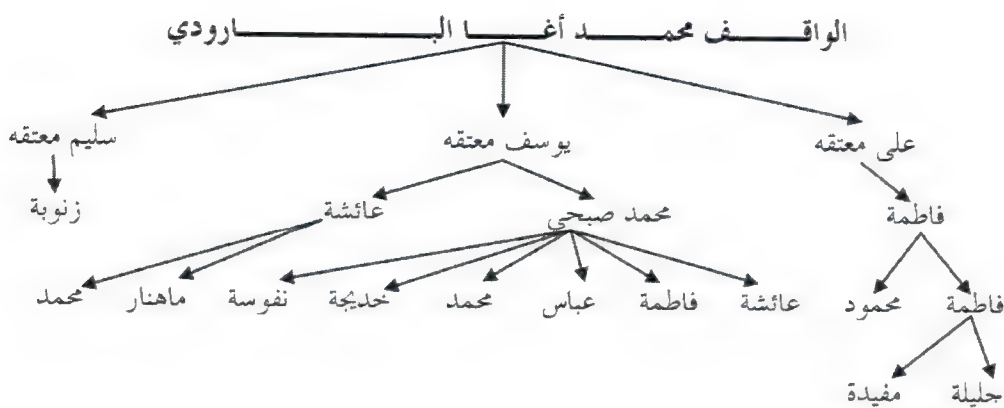 الواقف محمد أغا البارودي
على معتقه يوسف معتقه سليم معتقه
فاطمة محمد صبحي عائشة زنوبة
فاطمة محمود عائشة فاطمة عباس محمد خديجة نفوسة ماهنار محمد
جليلة مفيدة